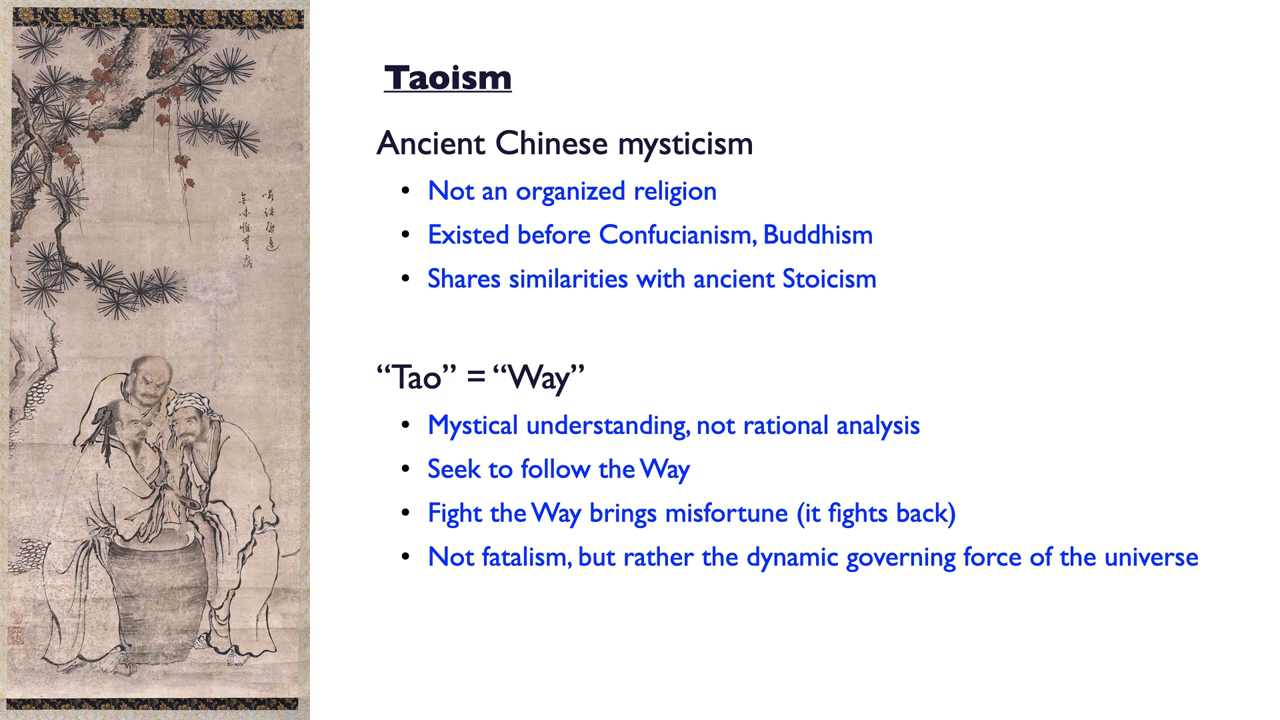 Taoism
Ancient Chinese mysticism
• Not an organized religion
• Existed before Confucianism, Buddhism
• Shares similarities with ancient Stoicism
“Tao” = “Way”
• Mystical understanding, not rational analysis
• Seek to follow the Way
• Fight the Way brings misfortune (it fights back)
• Not fatalism, but rather the dynamic governing force of the universe